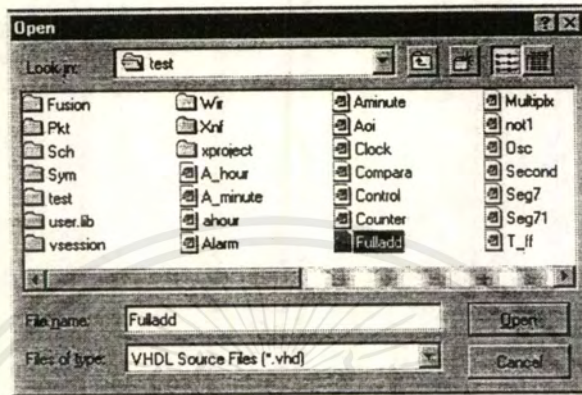 Open
Look in: test
Fusion Wir Aminute Multiplx
Pkt Xnf Aoi not1
Sch xproject Clock Osc
Sym A_hour Compara Second
test A_minute Control Seg7
user.lib ahour Counter Seg71
vsession Alarm Fulladd T_ff
File name: Fulladd Open
Files of type: VHDL Source Files (*.vhd) Cancel